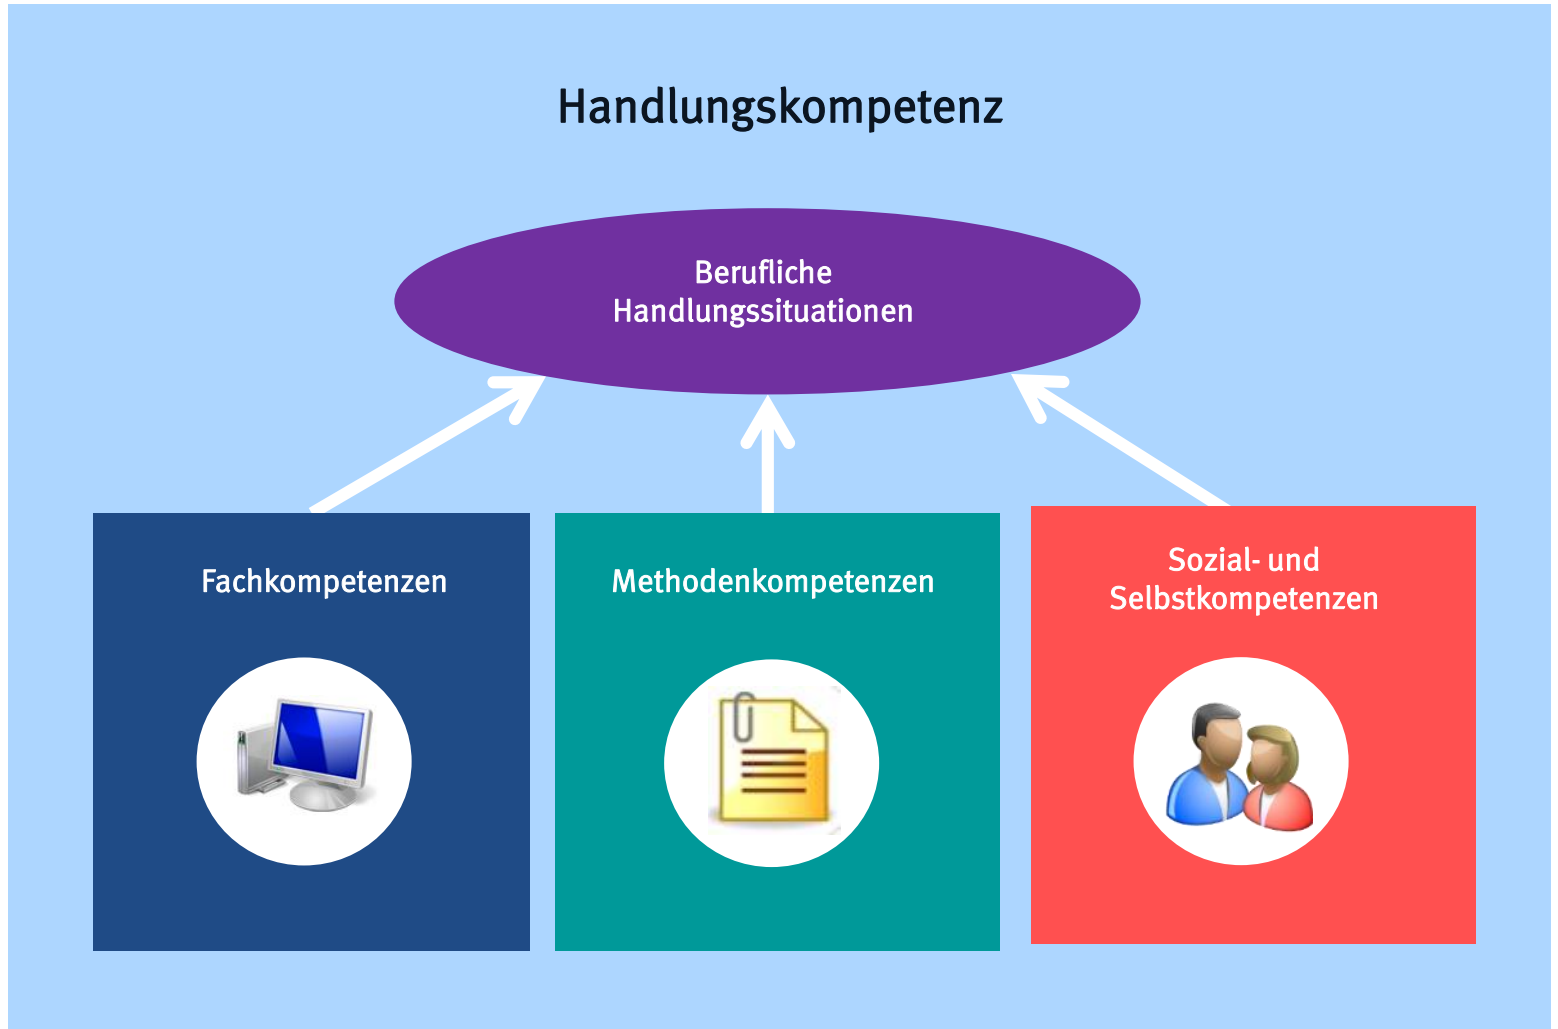 Handlungskompetenz
Berufliche
Handlungssituationen
Fachkompetenzen
Methodenkompetenzen
Sozial- und
Selbstkompetenzen